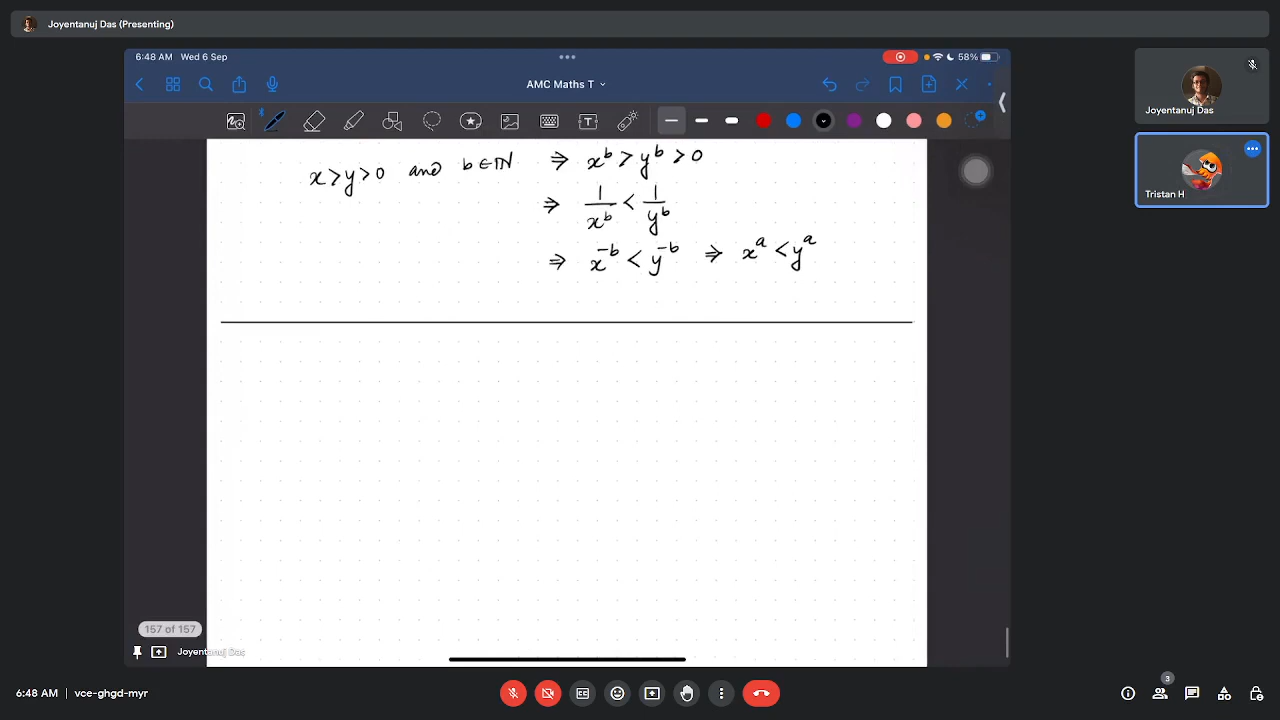 Joyentanuj Das (Presenting)
6:48 AM Wed 6 Sep
58%
AMC Maths T
x > y > 0 and b ∈ ℕ ⇒ x^b > y^b > 0
⇒ 1/x^b < 1/y^b
⇒ x^-b < y^-b ⇒ x^a < y^a
157 of 157
Joyentanuj Das
Joyentanuj Das
Tristan H
6:48 AM | vce-ghgd-myr
3